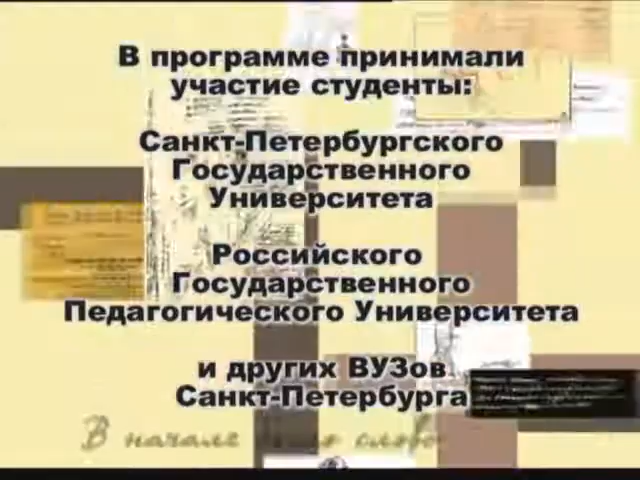 В программе принимали
участие студенты:
Санкт-Петербургского
Государственного
Университета
Российского
Государственного
Педагогического Университета
и других ВУЗов
Санкт-Петербурга
В начале было слово